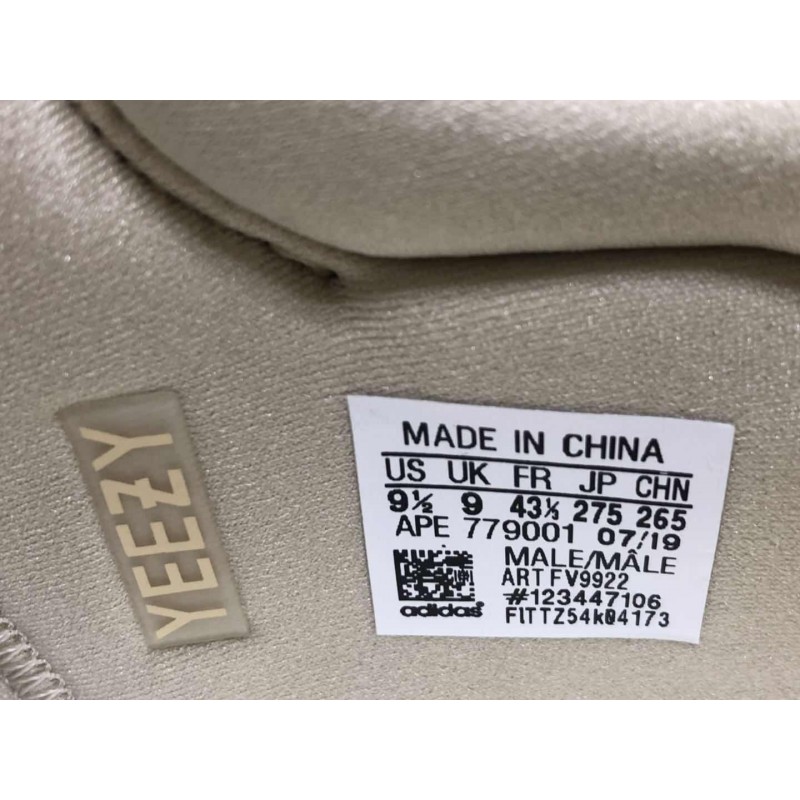 YEEZY
MADE IN CHINA
US UK FR JP CHN
9½ 9 43⅓ 275 265
APE 779001 07/19
MALE/MÂLE
ART FV9922
#123447106
adidas
FITTZ54k04173